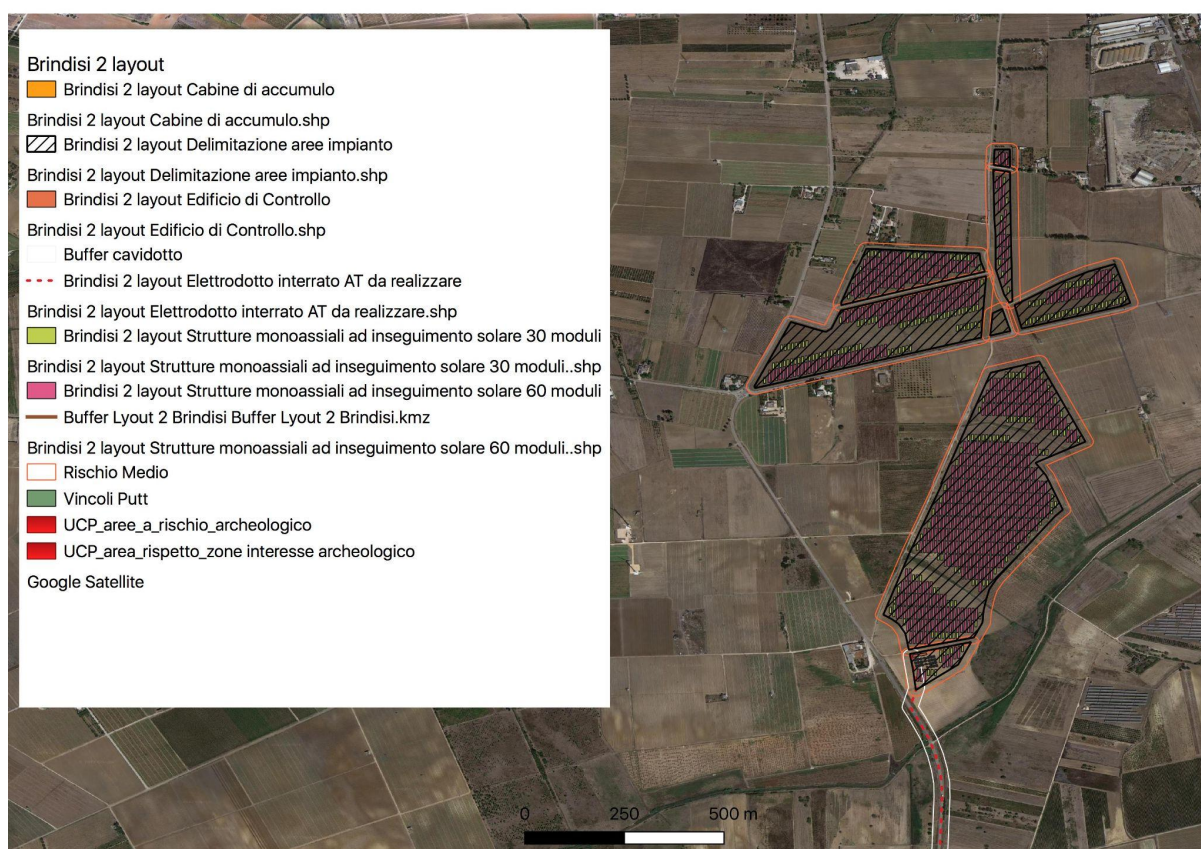 Brindisi 2 layout
Brindisi 2 layout Cabine di accumulo
Brindisi 2 layout Cabine di accumulo.shp
Brindisi 2 layout Delimitazione aree impianto
Brindisi 2 layout Delimitazione aree impianto.shp
Brindisi 2 layout Edificio di Controllo
Brindisi 2 layout Edificio di Controllo.shp
Buffer cavidotto
Brindisi 2 layout Elettrodotto interrato AT da realizzare
Brindisi 2 layout Elettrodotto interrato AT da realizzare.shp
Brindisi 2 layout Strutture monoassiali ad inseguimento solare 30 moduli
Brindisi 2 layout Strutture monoassiali ad inseguimento solare 30 moduli..shp
Brindisi 2 layout Strutture monoassiali ad inseguimento solare 60 moduli
Buffer Lyout 2 Brindisi Buffer Lyout 2 Brindisi.kmz
Brindisi 2 layout Strutture monoassiali ad inseguimento solare 60 moduli..shp
Rischio Medio
Vincoli Putt
UCP_aree_a_rischio_archeologico
UCP_area_rispetto_zone interesse archeologico
Google Satellite
0 250 500 m